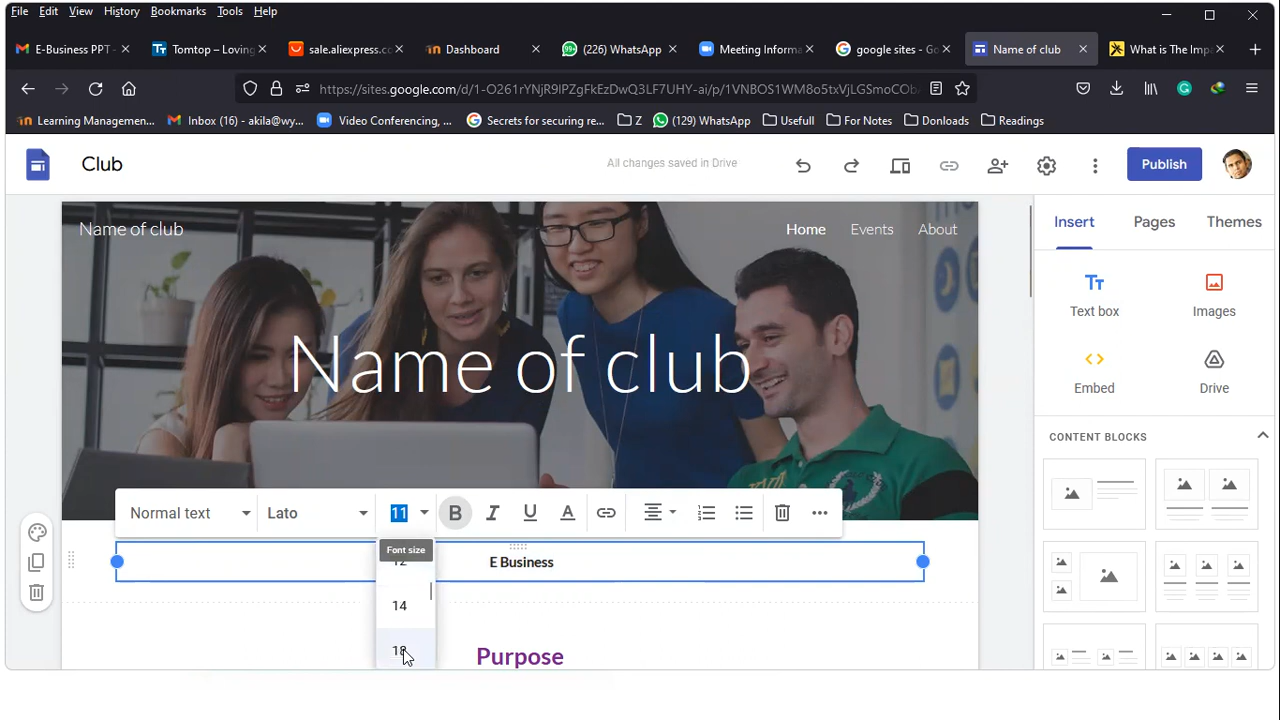 File Edit View History Bookmarks Tools Help
E-Business PPT - Tomtop – Loving sale.aliexpress.c Dashboard 99+ (226) WhatsApp Meeting Informa google sites - Go Name of club What is The Imp
https://sites.google.com/d/1-O261rYNjR9IPZgFkEzDwQ3LF7UHY-ai/p/1VNBOS1WM8o5txVjLGSmoCOb
Learning Managemen... Inbox (16) - akila@wy... Video Conferencing, ... Secrets for securing re... Z (129) WhatsApp Usefull For Notes Donloads Readings
Club All changes saved in Drive Publish
Name of club Home Events About
Insert Pages Themes
Text box Images
Name of club
Embed Drive
CONTENT BLOCKS
Normal text Lato 11 B I U A
Font size
E Business
12
14
18
Purpose